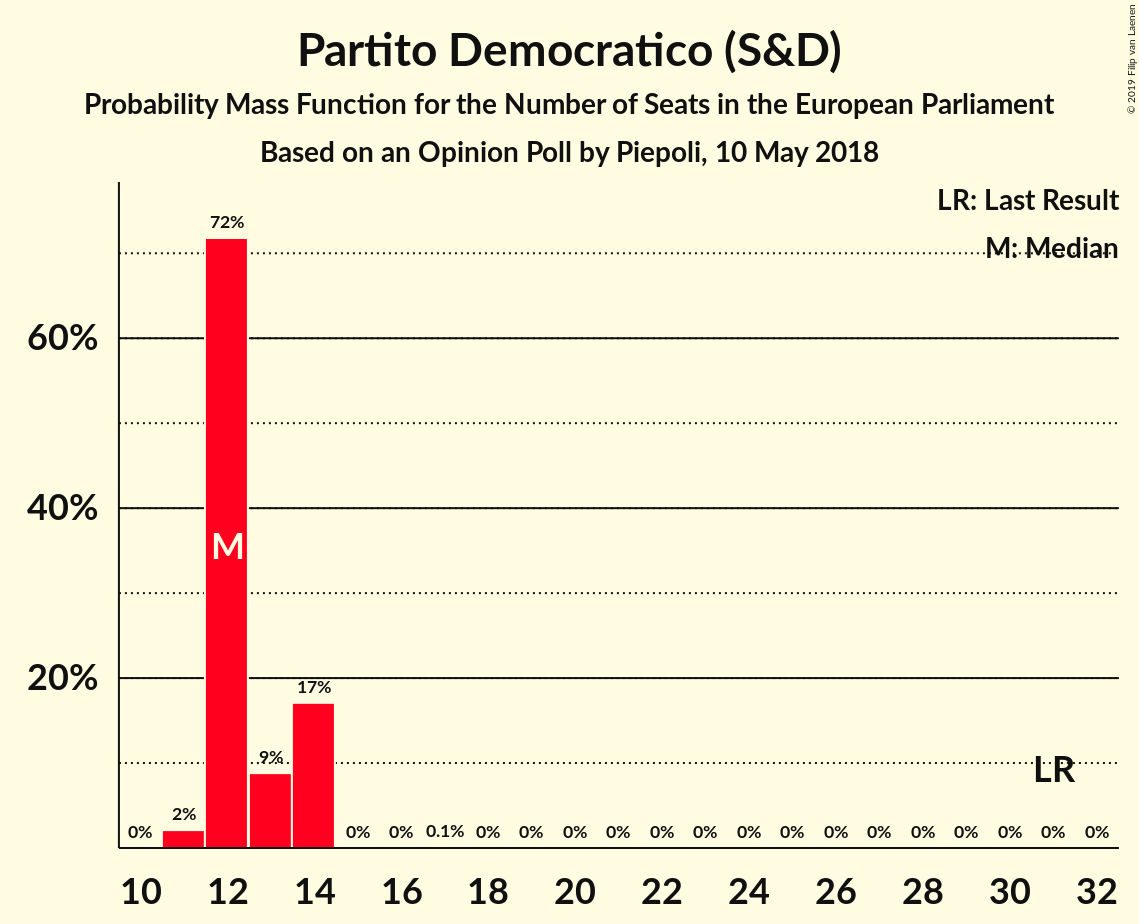 Partito Democratico (S&D)
Probability Mass Function for the Number of Seats in the European Parliament
Based on an Opinion Poll by Piepoli, 10 May 2018
© 2019 Filip van Laenen
LR: Last Result
M: Median
60%
40%
20%
0% 2% 72% 9% 17% 0% 0% 0.1% 0% 0% 0% 0% 0% 0% 0% 0% 0% 0% 0% 0% 0% 0% 0%
M
LR
10 12 14 16 18 20 22 24 26 28 30 32